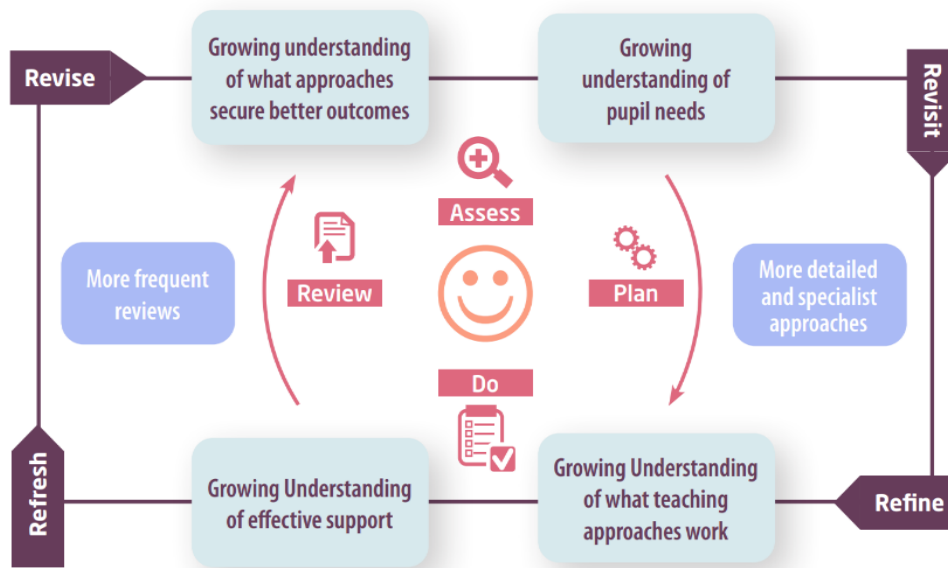 Revise
Growing understanding
of what approaches
secure better outcomes
Growing
understanding of
pupil needs
Revisit
Assess
More frequent
reviews
Review
Plan
More detailed
and specialist
approaches
Do
Refresh
Growing Understanding
of effective support
Growing Understanding
of what teaching
approaches work
Refine